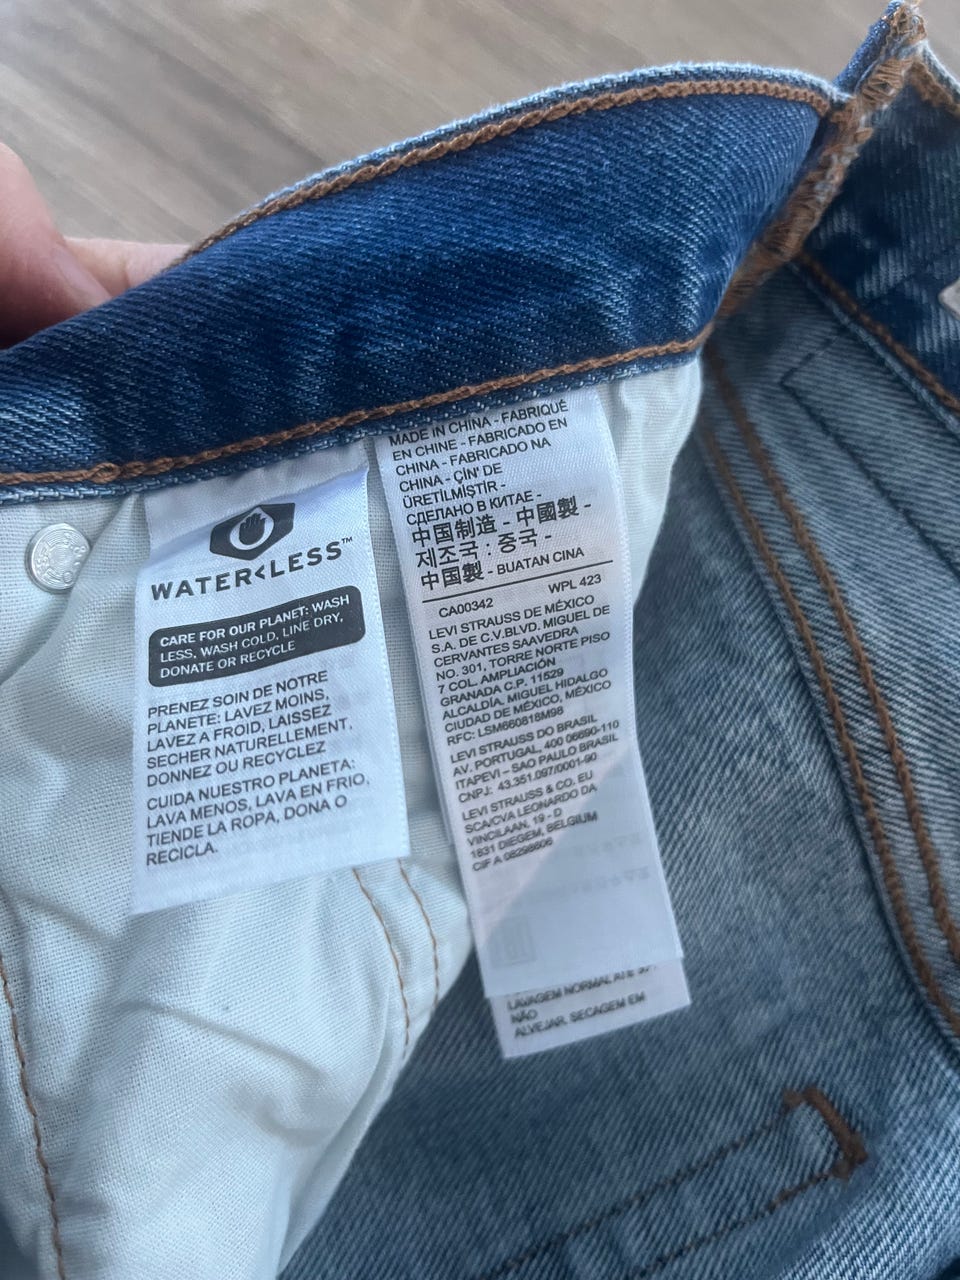 WATER<LESS™
CARE FOR OUR PLANET: WASH
LESS, WASH COLD, LINE DRY,
DONATE OR RECYCLE
PRENEZ SOIN DE NOTRE
PLANETE: LAVEZ MOINS,
LAVEZ A FROID, LAISSEZ
SECHER NATURELLEMENT.
DONNEZ OU RECYCLEZ
CUIDA NUESTRO PLANETA:
LAVA MENOS, LAVA EN FRIO,
TIENDE LA ROPA, DONA O
RECICLA.
MADE IN CHINA - FABRIQUÉ
EN CHINE - FABRICADO EN
CHINA - FABRICADO NA
CHINA - ÇİN' DE
ÜRETİLMİŞTİR -
СДЕЛАНО В КИТАЕ -
中国制造 - 中國製 -
제조국 : 중국 -
中国製 - BUATAN CINA
CA00342 WPL 423
LEVI STRAUSS DE MÉXICO
S.A. DE C.V.BLVD. MIGUEL DE
CERVANTES SAAVEDRA
NO. 301, TORRE NORTE PISO
7 COL. AMPLIACIÓN
GRANADA C.P. 11529
ALCALDÍA. MIGUEL HIDALGO
CIUDAD DE MÉXICO, MÉXICO
RFC: LSM660818M98
LEVI STRAUSS DO BRASIL
AV. PORTUGAL, 400 06690-110
ITAPEVI – SAO PAULO BRASIL
CNPJ: 43.351.097/0001-90
LEVI STRAUSS & CO. EU
SCA/CVA LEONARDO DA
VINCILAAN, 19 - D
1831 DIEGEM, BELGIUM
CIF A 08298606
LAVAGEM NORMAL ATÉ
NÃO
ALVEJAR. SECAGEM EM